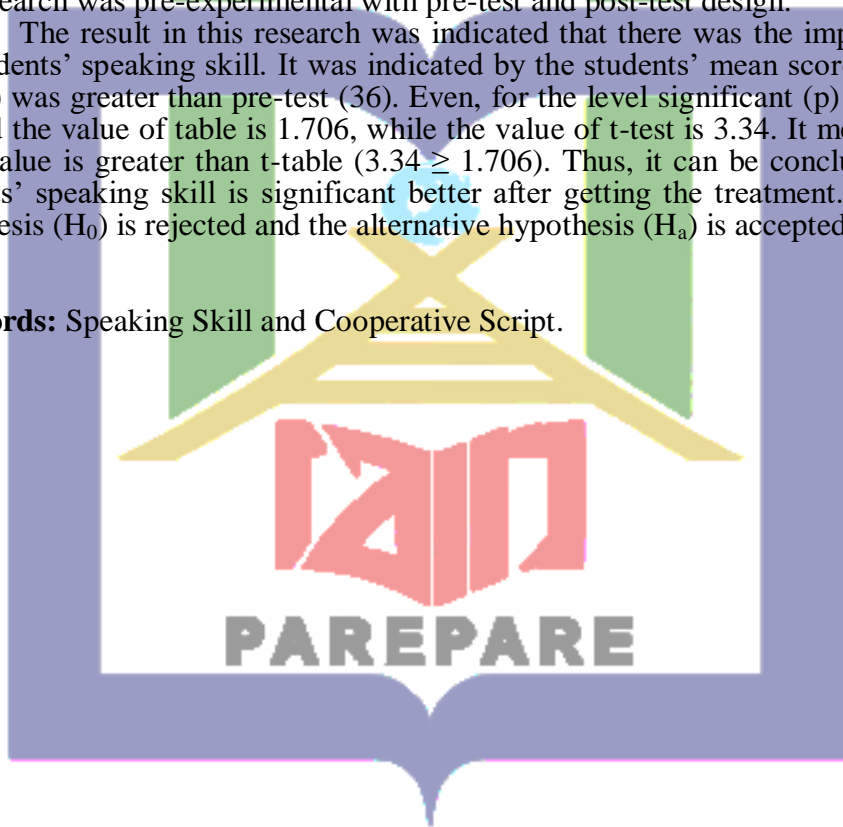 earch was pre-experimental with pre-test and post-test design.
The result in this research was indicated that there was the imp
dents' speaking skill. It was indicated by the students' mean scor
) was greater than pre-test (36). Even, for the level significant (p)
d the value of table is 1.706, while the value of t-test is 3.34. It me
alue is greater than t-table (3.34 ≥ 1.706). Thus, it can be conclu
s' speaking skill is significant better after getting the treatment.
esis (H₀) is rejected and the alternative hypothesis (Hₐ) is accepted
ords: Speaking Skill and Cooperative Script.
iain
PAREPARE